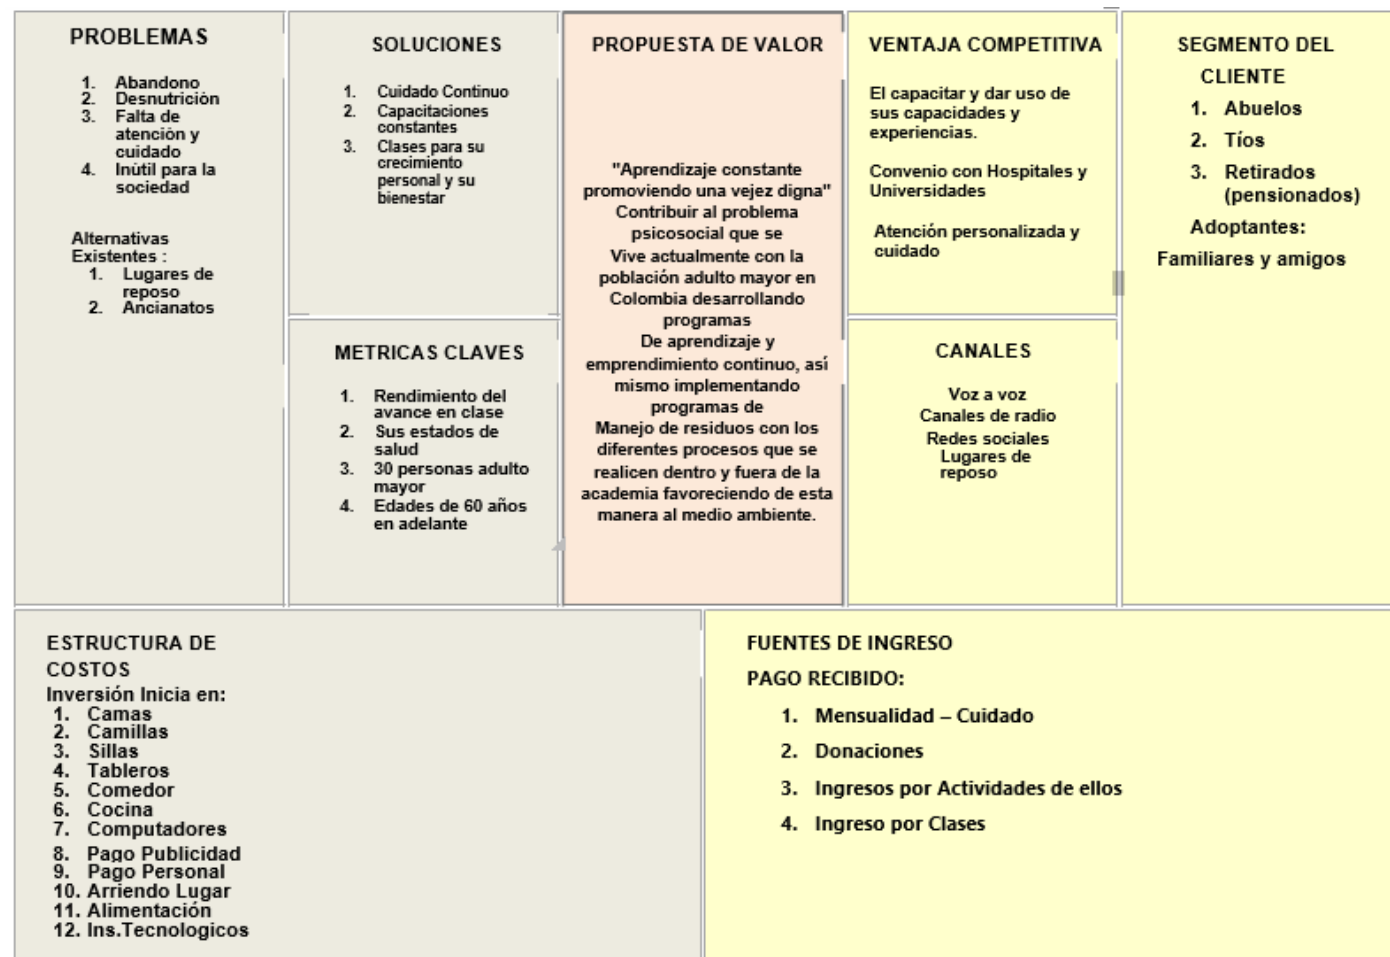 PROBLEMAS
1. Abandono
2. Desnutrición
3. Falta de
atención y
cuidado
4. Inútil para la
sociedad
Alternativas
Existentes :
1. Lugares de
reposo
2. Ancianatos
SOLUCIONES
1. Cuidado Continuo
2. Capacitaciones
constantes
3. Clases para su
crecimiento
personal y su
bienestar
METRICAS CLAVES
1. Rendimiento del
avance en clase
2. Sus estados de
salud
3. 30 personas adulto
mayor
4. Edades de 60 años
en adelante
PROPUESTA DE VALOR
"Aprendizaje constante
promoviendo una vejez digna"
Contribuir al problema
psicosocial que se
Vive actualmente con la
población adulto mayor en
Colombia desarrollando
programas
De aprendizaje y
emprendimiento continuo, así
mismo implementando
programas de
Manejo de residuos con los
diferentes procesos que se
realicen dentro y fuera de la
academia favoreciendo de esta
manera al medio ambiente.
VENTAJA COMPETITIVA
El capacitar y dar uso de
sus capacidades y
experiencias.
Convenio con Hospitales y
Universidades
Atención personalizada y
cuidado
CANALES
Voz a voz
Canales de radio
Redes sociales
Lugares de
reposo
SEGMENTO DEL
CLIENTE
1. Abuelos
2. Tíos
3. Retirados
(pensionados)
Adoptantes:
Familiares y amigos
ESTRUCTURA DE
COSTOS
Inversión Inicia en:
1. Camas
2. Camillas
3. Sillas
4. Tableros
5. Comedor
6. Cocina
7. Computadores
8. Pago Publicidad
9. Pago Personal
10. Arriendo Lugar
11. Alimentación
12. Ins.Tecnologicos
FUENTES DE INGRESO
PAGO RECIBIDO:
1. Mensualidad – Cuidado
2. Donaciones
3. Ingresos por Actividades de ellos
4. Ingreso por Clases